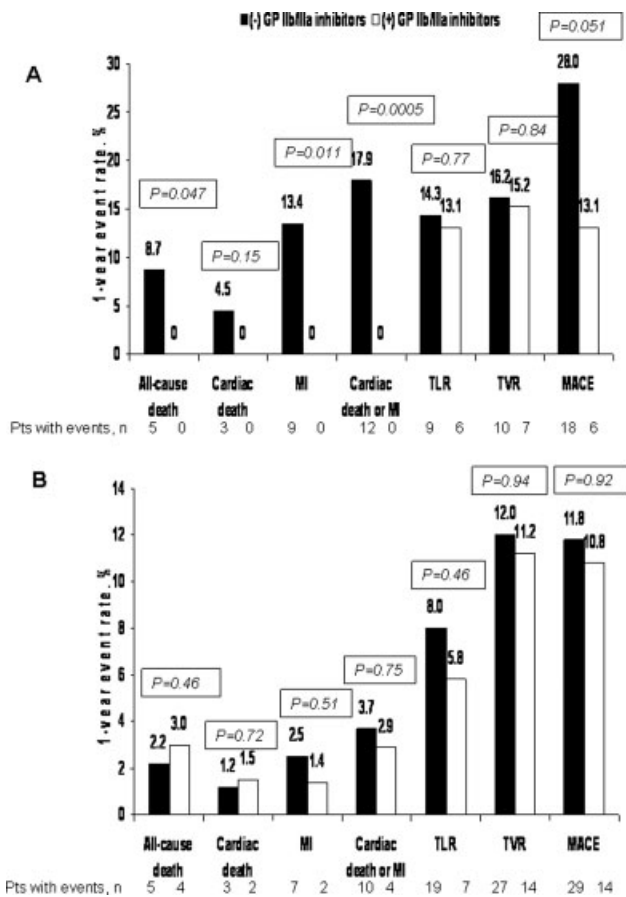 ■(-) GP IIb/IIIa inhibitors □(+) GP IIb/IIIa inhibitors
A
1-year event rate. %
30
25
20
15
10
5
0
P=0.047
P=0.15
P=0.011
P=0.0005
P=0.77
P=0.84
P=0.051
8.7 0
4.5 0
13.4 0
17.9 0
14.3 13.1
16.2 15.2
28.0 13.1
All-cause death
Cardiac death
MI
Cardiac death or MI
TLR
TVR
MACE
Pts with events, n 5 0 3 0 9 0 12 0 9 6 10 7 18 6
B
1-year event rate. %
14
12
10
8
6
4
2
0
P=0.46
P=0.72
P=0.51
P=0.75
P=0.46
P=0.94
P=0.92
2.2 3.0
1.2 1.5
2.5 1.4
3.7 2.9
8.0 5.8
12.0 11.2
11.8 10.8
All-cause death
Cardiac death
MI
Cardiac death or MI
TLR
TVR
MACE
Pts with events, n 5 4 3 2 7 2 10 4 19 7 27 14 29 14